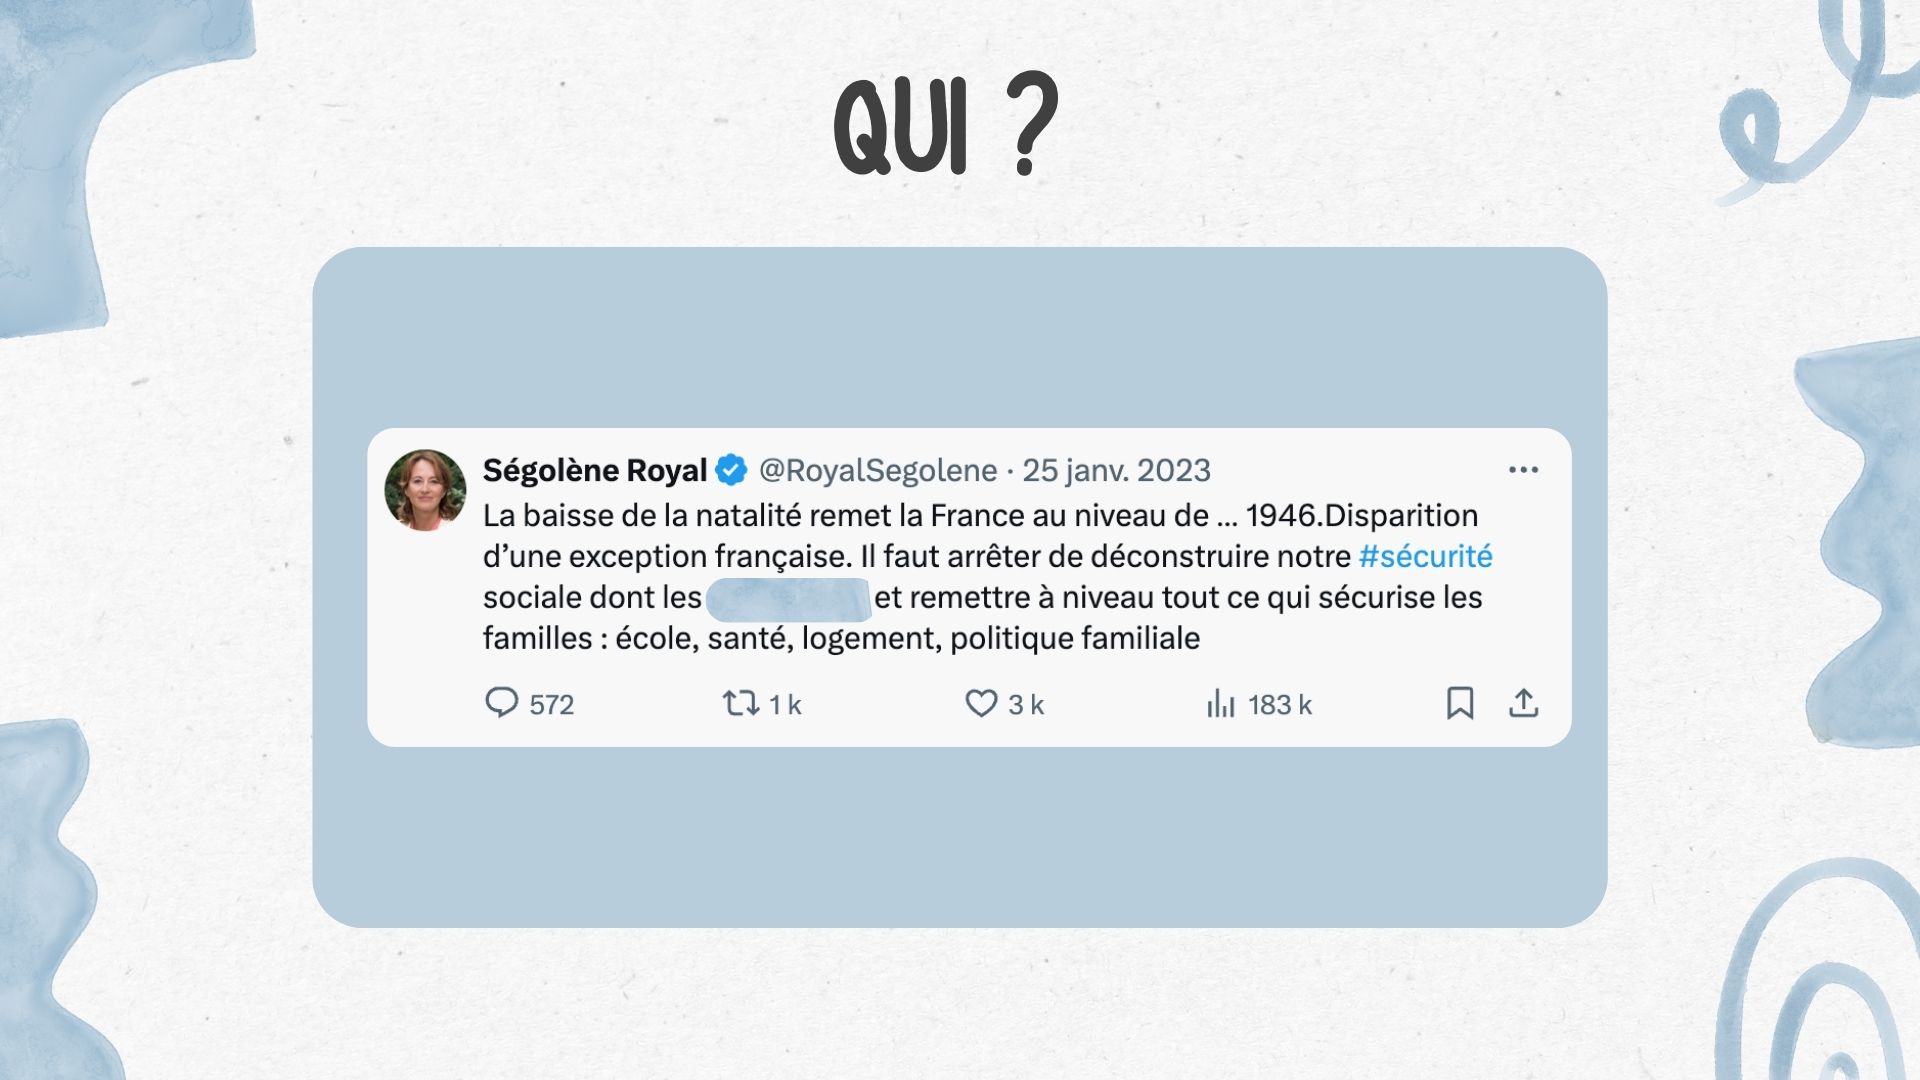 QUI ?
Ségolène Royal @RoyalSegolene · 25 janv. 2023
La baisse de la natalité remet la France au niveau de ... 1946.Disparition
d’une exception française. Il faut arrêter de déconstruire notre #sécurité
sociale dont les et remettre à niveau tout ce qui sécurise les
familles : école, santé, logement, politique familiale
572 1 k 3 k 183 k